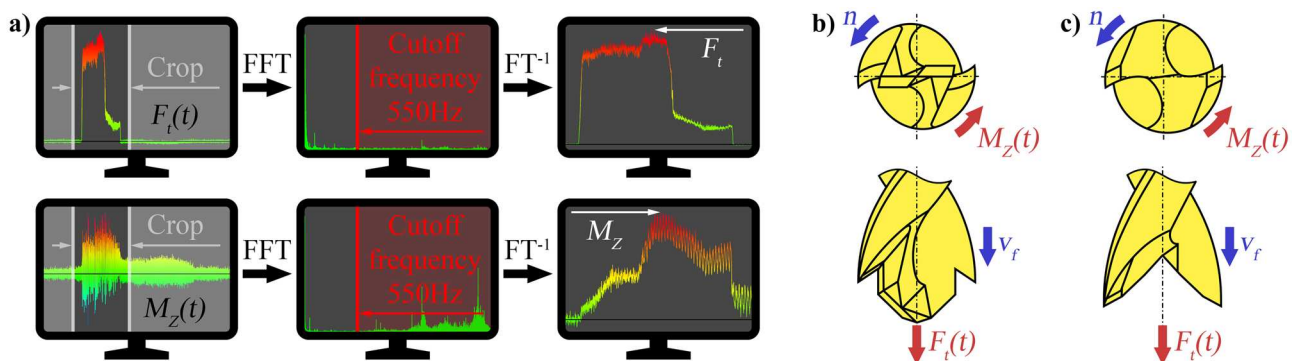 a)
Crop
F_t(t)
FFT
Cutoff
frequency
550Hz
FT⁻¹
F_t
Crop
M_Z(t)
FFT
Cutoff
frequency
550Hz
FT⁻¹
M_Z
b)
n
M_Z(t)
v_f
F_t(t)
c)
n
M_Z(t)
v_f
F_t(t)